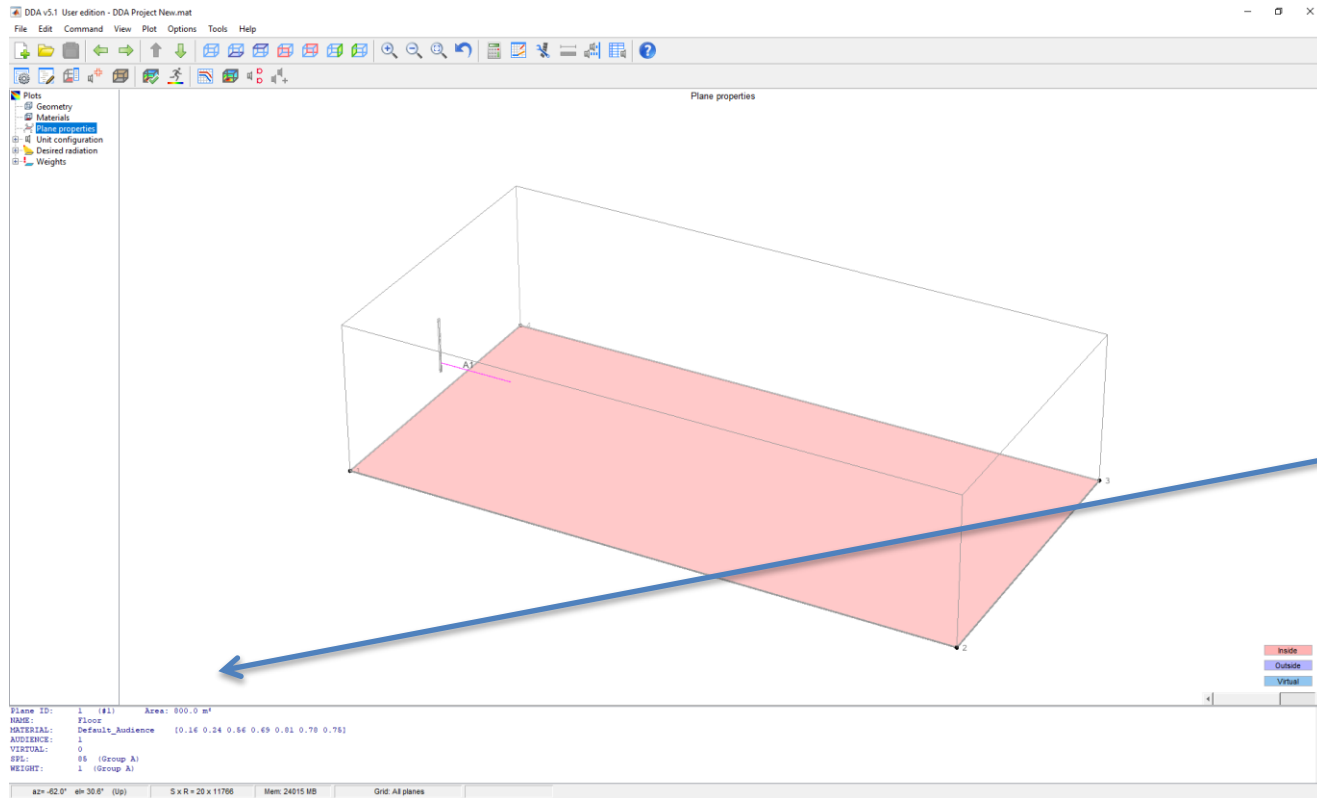 DDA v5.1 User edition - DDA Project New.mat
File Edit Command View Plot Options Tools Help
Plots
Geometry
Materials
Plane properties
Unit configuration
Desired radiation
Weights
Plane properties
4
A1
1
3
2
Inside
Outside
Virtual
Plane ID: 1 (#1) Area: 800.0 m²
NAME: Floor
MATERIAL: Default_Audience [0.16 0.24 0.56 0.69 0.81 0.78 0.75]
AUDIENCE: 1
VIRTUAL: 0
SPL: 85 (Group A)
WEIGHT: 1 (Group A)
az= -62.0° el= 30.6° (Up) S x R = 20 x 11766 Mem: 24015 MB Grid: All planes